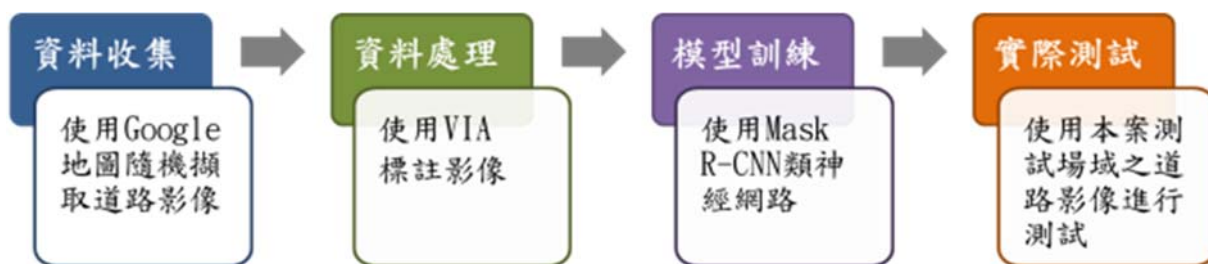 資料收集
使用Google
地圖隨機擷
取道路影像
資料處理
使用VIA
標註影像
模型訓練
使用Mask
R-CNN類神
經網路
實際測試
使用本案測
試場域之道
路影像進行
測試